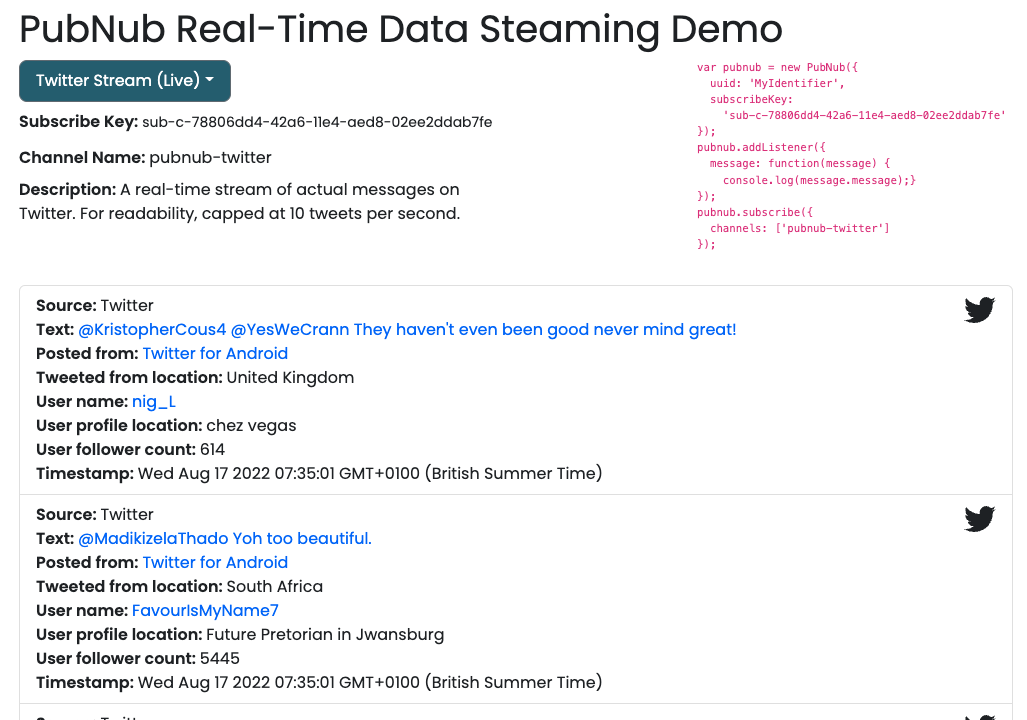 PubNub Real-Time Data Steaming Demo
Twitter Stream (Live)
Subscribe Key: sub-c-78806dd4-42a6-11e4-aed8-02ee2ddab7fe
Channel Name: pubnub-twitter
Description: A real-time stream of actual messages on
Twitter. For readability, capped at 10 tweets per second.
var pubnub = new PubNub({
uuid: 'MyIdentifier',
subscribeKey:
'sub-c-78806dd4-42a6-11e4-aed8-02ee2ddab7fe'
});
pubnub.addListener({
message: function(message) {
console.log(message.message);}
});
pubnub.subscribe({
channels: ['pubnub-twitter']
});
Source: Twitter
Text: @KristopherCous4 @YesWeCrann They haven't even been good never mind great!
Posted from: Twitter for Android
Tweeted from location: United Kingdom
User name: nig_L
User profile location: chez vegas
User follower count: 614
Timestamp: Wed Aug 17 2022 07:35:01 GMT+0100 (British Summer Time)
Source: Twitter
Text: @MadikizelaThado Yoh too beautiful.
Posted from: Twitter for Android
Tweeted from location: South Africa
User name: FavourIsMyName7
User profile location: Future Pretorian in Jwansburg
User follower count: 5445
Timestamp: Wed Aug 17 2022 07:35:01 GMT+0100 (British Summer Time)